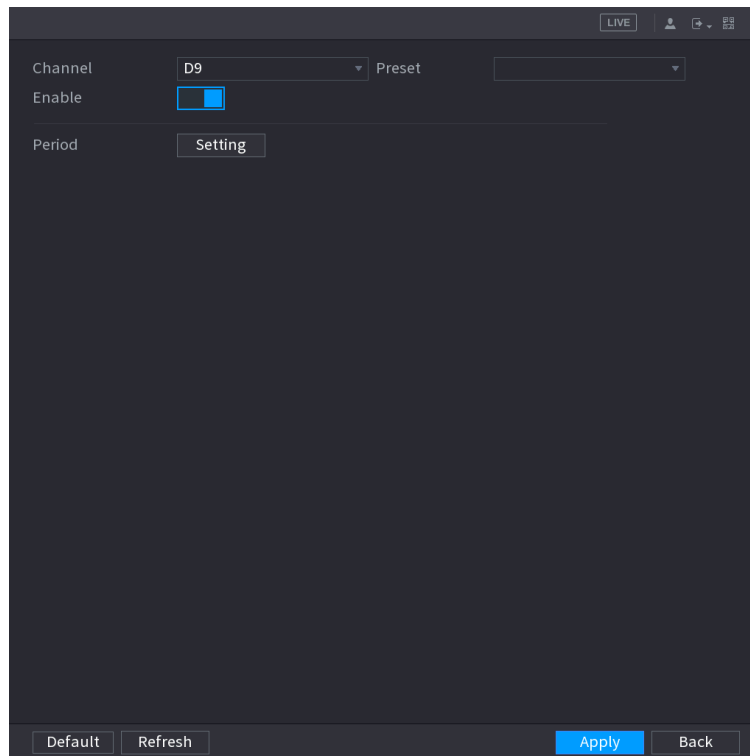 LIVE
Channel D9 Preset
Enable
Period Setting
Default Refresh Apply Back